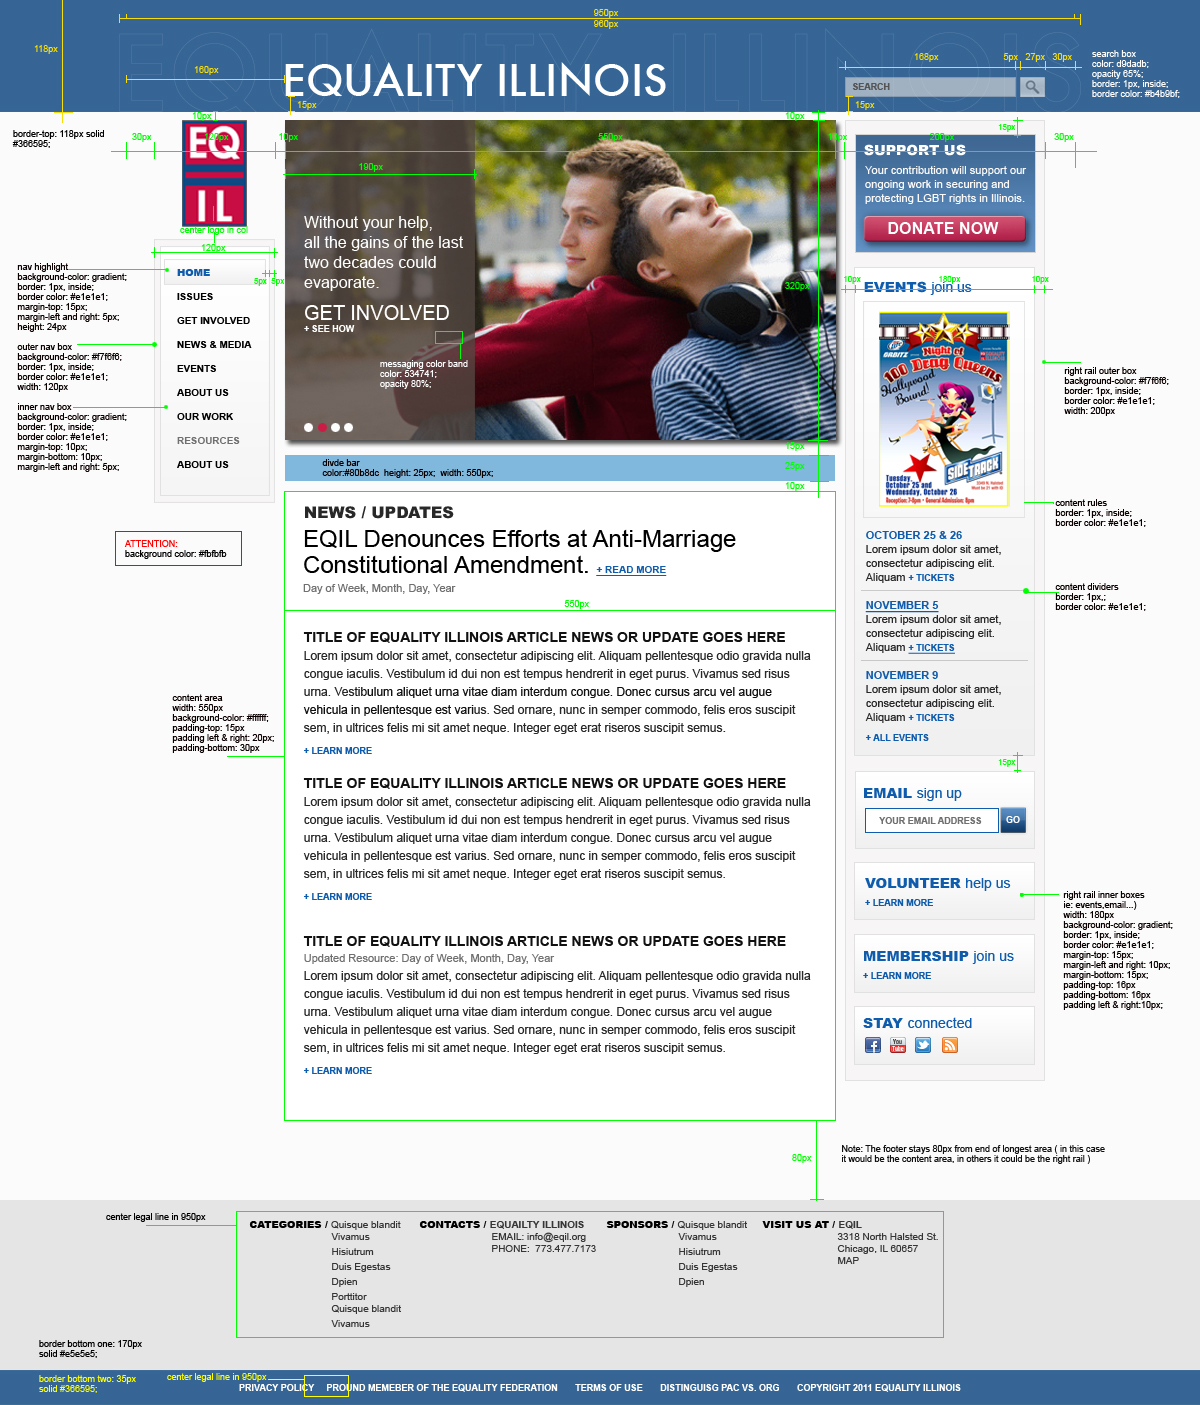 950px
960px
118px
EQUALITY ILLINOIS
160px
EQUALITY ILLINOIS
15px
168px
5px
27px
30px
SEARCH
15px
search box
color: d9dadb;
opacity 65%;
border: 1px, inside;
border color: #b4b9bf;
border-top: 118px solid
#366595;
10px
30px
120px
10px
550px
10px
10px
200px
30px
15px
EQ
IL
center logo in col
120px
190px
Without your help,
all the gains of the last
two decades could
evaporate.
GET INVOLVED
+ SEE HOW
messaging color band
color: 534741;
opacity 80%;
320px
SUPPORT US
Your contribution will support our
ongoing work in securing and
protecting LGBT rights in Illinois.
DONATE NOW
nav highlight
background-color: gradient;
border: 1px, inside;
border color: #e1e1e1;
margin-top: 15px;
margin-left and right: 5px;
height: 24px
outer nav box
background-color: #f7f6f6;
border: 1px, inside;
border color: #e1e1e1;
width: 120px
inner nav box
background-color: gradient;
border: 1px, inside;
border color: #e1e1e1;
margin-top: 10px;
margin-bottom: 10px;
margin-left and right: 5px;
HOME
5px
5px
ISSUES
GET INVOLVED
NEWS & MEDIA
EVENTS
ABOUT US
OUR WORK
RESOURCES
ABOUT US
ATTENTION:
background color: #fbfbfb
15px
divde bar
color:#80b8dc  height: 25px;  width: 550px;
25px
10px
10px
180px
10px
EVENTS join us
Night of
100 Drag Queens
Hollywood
Bound!
ORBITZ
SIDETRACK
Tuesday,
October 25 and
Wednesday, October 26
right rail outer box
background-color: #f7f6f6;
border: 1px, inside;
border color: #e1e1e1;
width: 200px
content rules
border: 1px, inside;
border color: #e1e1e1;
OCTOBER 25 & 26
Lorem ipsum dolor sit amet,
consectetur adipiscing elit.
Aliquam + TICKETS
content dividers
border: 1px,;
border color: #e1e1e1;
NOVEMBER 5
Lorem ipsum dolor sit amet,
consectetur adipiscing elit.
Aliquam + TICKETS
NOVEMBER 9
Lorem ipsum dolor sit amet,
consectetur adipiscing elit.
Aliquam + TICKETS
+ ALL EVENTS
15px
NEWS / UPDATES
EQIL Denounces Efforts at Anti-Marriage
Constitutional Amendment. + READ MORE
Day of Week, Month, Day, Year
550px
TITLE OF EQUALITY ILLINOIS ARTICLE NEWS OR UPDATE GOES HERE
Lorem ipsum dolor sit amet, consectetur adipiscing elit. Aliquam pellentesque odio gravida nulla
congue iaculis. Vestibulum id dui non est tempus hendrerit in eget purus. Vivamus sed risus
urna. Vestibulum aliquet urna vitae diam interdum congue. Donec cursus arcu vel augue
vehicula in pellentesque est varius. Sed ornare, nunc in semper commodo, felis eros suscipit
sem, in ultrices felis mi sit amet neque. Integer eget erat riseros suscipit semus.
+ LEARN MORE
content area
width: 550px
background-color: #ffffff;
padding-top: 15px
padding left & right: 20px;
padding-bottom: 30px
TITLE OF EQUALITY ILLINOIS ARTICLE NEWS OR UPDATE GOES HERE
Lorem ipsum dolor sit amet, consectetur adipiscing elit. Aliquam pellentesque odio gravida nulla
congue iaculis. Vestibulum id dui non est tempus hendrerit in eget purus. Vivamus sed risus
urna. Vestibulum aliquet urna vitae diam interdum congue. Donec cursus arcu vel augue
vehicula in pellentesque est varius. Sed ornare, nunc in semper commodo, felis eros suscipit
sem, in ultrices felis mi sit amet neque. Integer eget erat riseros suscipit semus.
+ LEARN MORE
TITLE OF EQUALITY ILLINOIS ARTICLE NEWS OR UPDATE GOES HERE
Updated Resource: Day of Week, Month, Day, Year
Lorem ipsum dolor sit amet, consectetur adipiscing elit. Aliquam pellentesque odio gravida nulla
congue iaculis. Vestibulum id dui non est tempus hendrerit in eget purus. Vivamus sed risus
urna. Vestibulum aliquet urna vitae diam interdum congue. Donec cursus arcu vel augue
vehicula in pellentesque est varius. Sed ornare, nunc in semper commodo, felis eros suscipit
sem, in ultrices felis mi sit amet neque. Integer eget erat riseros suscipit semus.
+ LEARN MORE
EMAIL sign up
YOUR EMAIL ADDRESS
GO
VOLUNTEER help us
+ LEARN MORE
MEMBERSHIP join us
+ LEARN MORE
STAY connected
You
Tube
right rail inner boxes
ie: events,email...)
width: 180px
background-color: gradient;
border: 1px, inside;
border color: #e1e1e1;
margin-top: 15px;
margin-left and right: 10px;
margin-bottom: 15px;
padding-top: 16px
padding-bottom: 16px
padding left & right:10px;
80px
Note: The footer stays 80px from end of longest area ( in this case
it would be the content area, in others it could be the right rail )
center legal line in 950px
CATEGORIES / Quisque blandit
Vivamus
Hisiutrum
Duis Egestas
Dpien
Porttitor
Quisque blandit
Vivamus
CONTACTS / EQUAILTY ILLINOIS
EMAIL: info@eqil.org
PHONE:  773.477.7173
SPONSORS / Quisque blandit
Vivamus
Hisiutrum
Duis Egestas
Dpien
VISIT US AT / EQIL
3318 North Halsted St.
Chicago, IL 60657
MAP
border bottom one: 170px
solid #e5e5e5;
border bottom two: 35px
solid #366595;
center legal line in 950px
PRIVACY POLICY
PROUND MEMEBER OF THE EQUALITY FEDERATION
TERMS OF USE
DISTINGUISG PAC VS. ORG
COPYRIGHT 2011 EQUALITY ILLINOIS